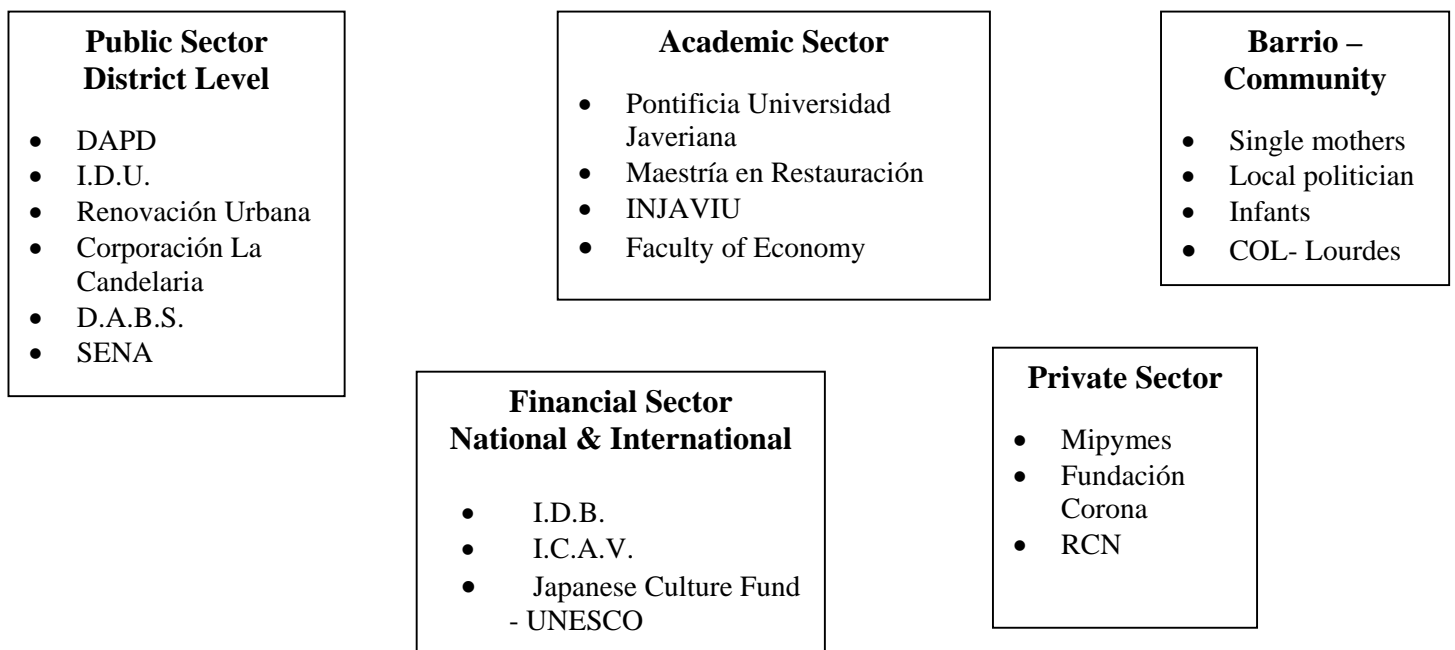 Public Sector
District Level
• DAPD
• I.D.U.
• Renovación Urbana
• Corporación La
Candelaria
• D.A.B.S.
• SENA
Academic Sector
• Pontificia Universidad
Javeriana
• Maestría en Restauración
• INJAVIU
• Faculty of Economy
Barrio –
Community
• Single mothers
• Local politician
• Infants
• COL- Lourdes
Financial Sector
National & International
• I.D.B.
• I.C.A.V.
• Japanese Culture Fund
- UNESCO
Private Sector
• Mipymes
• Fundación
Corona
• RCN